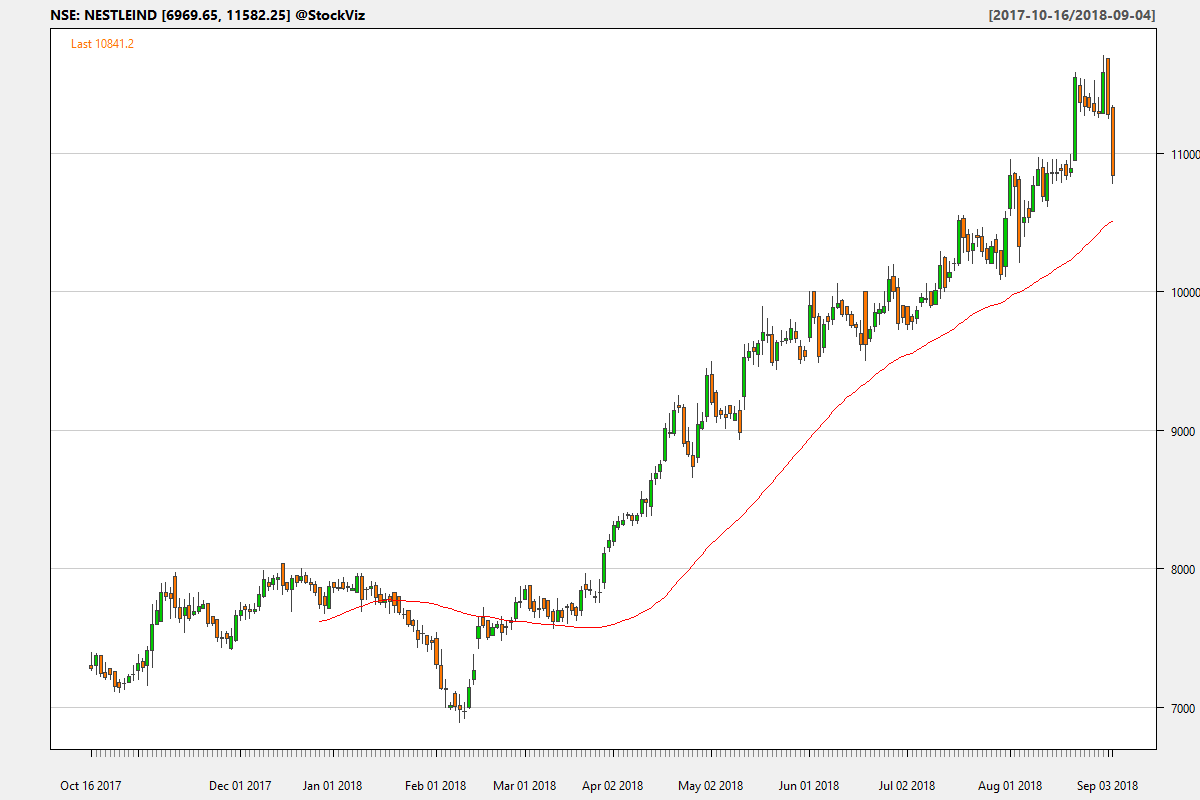 NSE: NESTLEIND [6969.65, 11582.25] @StockViz
[2017-10-16/2018-09-04]
Last 10841.2
11000
10000
9000
8000
7000
Oct 16 2017
Dec 01 2017
Jan 01 2018
Feb 01 2018
Mar 01 2018
Apr 02 2018
May 02 2018
Jun 01 2018
Jul 02 2018
Aug 01 2018
Sep 03 2018